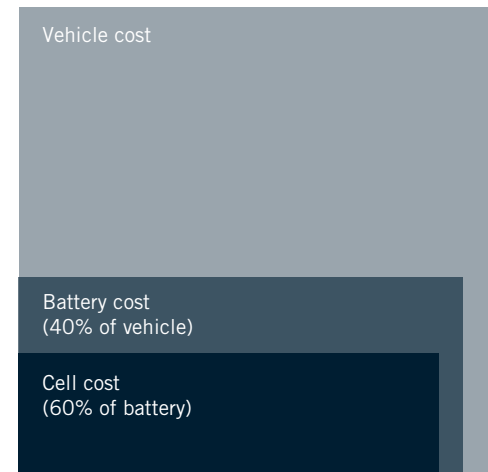 Vehicle cost
Battery cost
(40% of vehicle)
Cell cost
(60% of battery)